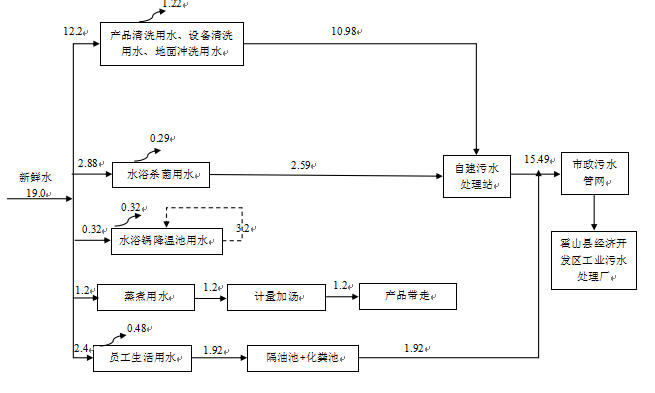 1.22
12.2
产品清洗用水、设备清洗
用水、地面冲洗用水
10.98
0.29
新鲜水
19.0
2.88
水浴杀菌用水
2.59
自建污水
处理站
15.49
市政污水
管网
0.32
0.32
水浴锅降温池用水
3.2
霍山县经济开
发区工业污水
处理厂
1.2
蒸煮用水
1.2
计量加汤
1.2
产品带走
0.48
2.4
员工生活用水
1.92
隔油池+化粪池
1.92